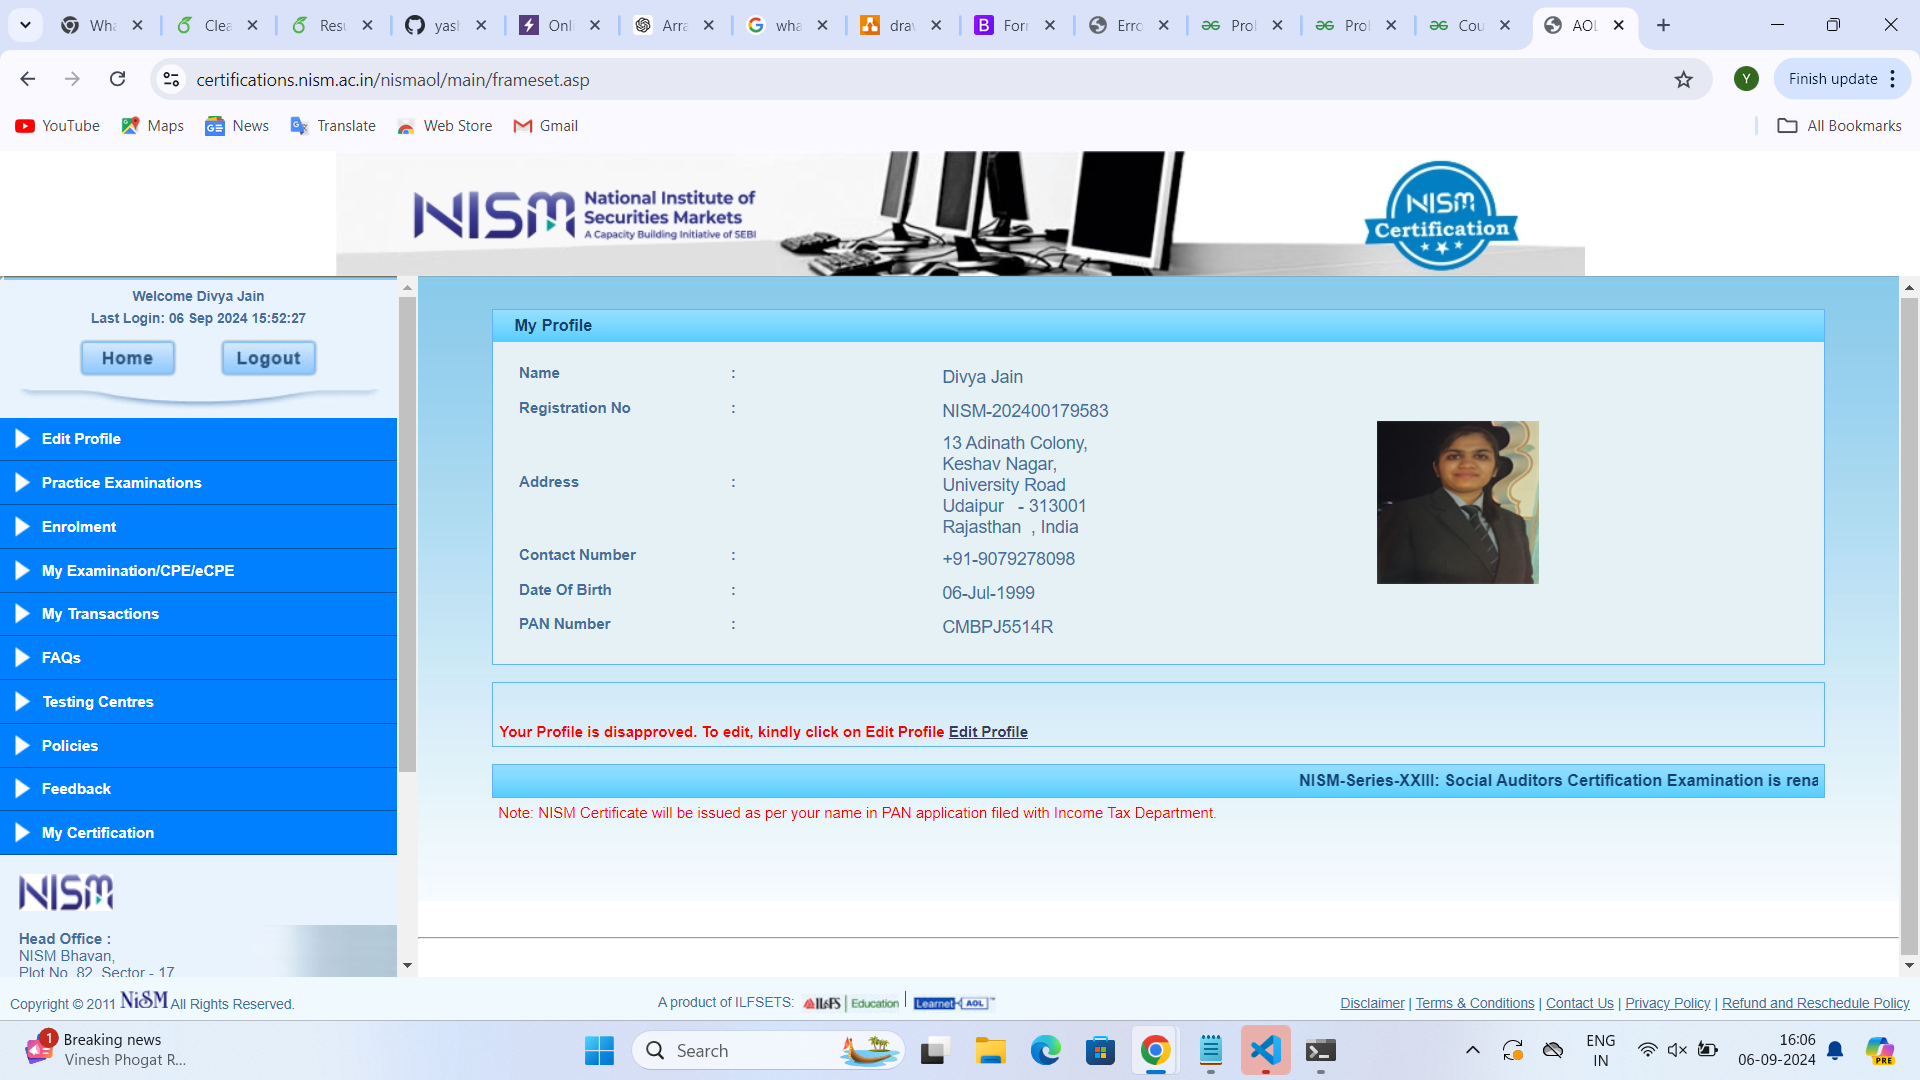 Wha
Clea
Resu
yash
Onli
Arra
wha
drav
Forr
Erro
Prol
Prol
Cou
AOL
certifications.nism.ac.in/nismaol/main/frameset.asp
Y
Finish update
YouTube
Maps
News
Translate
Web Store
Gmail
All Bookmarks
NISM
National Institute of
Securities Markets
A Capacity Building Initiative of SEBI
NISM
Certification
Welcome Divya Jain
Last Login: 06 Sep 2024 15:52:27
Home
Logout
Edit Profile
Practice Examinations
Enrolment
My Examination/CPE/eCPE
My Transactions
FAQs
Testing Centres
Policies
Feedback
My Certification
NISM
Head Office :
NISM Bhavan,
Plot No. 82, Sector - 17
My Profile
Name : Divya Jain
Registration No : NISM-202400179583
Address :
13 Adinath Colony,
Keshav Nagar,
University Road
Udaipur - 313001
Rajasthan , India
Contact Number : +91-9079278098
Date Of Birth : 06-Jul-1999
PAN Number : CMBPJ5514R
Your Profile is disapproved. To edit, kindly click on Edit Profile Edit Profile
NISM-Series-XXIII: Social Auditors Certification Examination is rena
Note: NISM Certificate will be issued as per your name in PAN application filed with Income Tax Department.
Copyright © 2011 NiSM All Rights Reserved.
A product of ILFSETS: IL&FS Education Learnet AOL
Disclaimer | Terms & Conditions | Contact Us | Privacy Policy | Refund and Reschedule Policy
1
Breaking news
Vinesh Phogat R...
Search
ENG
IN
16:06
06-09-2024
PRE